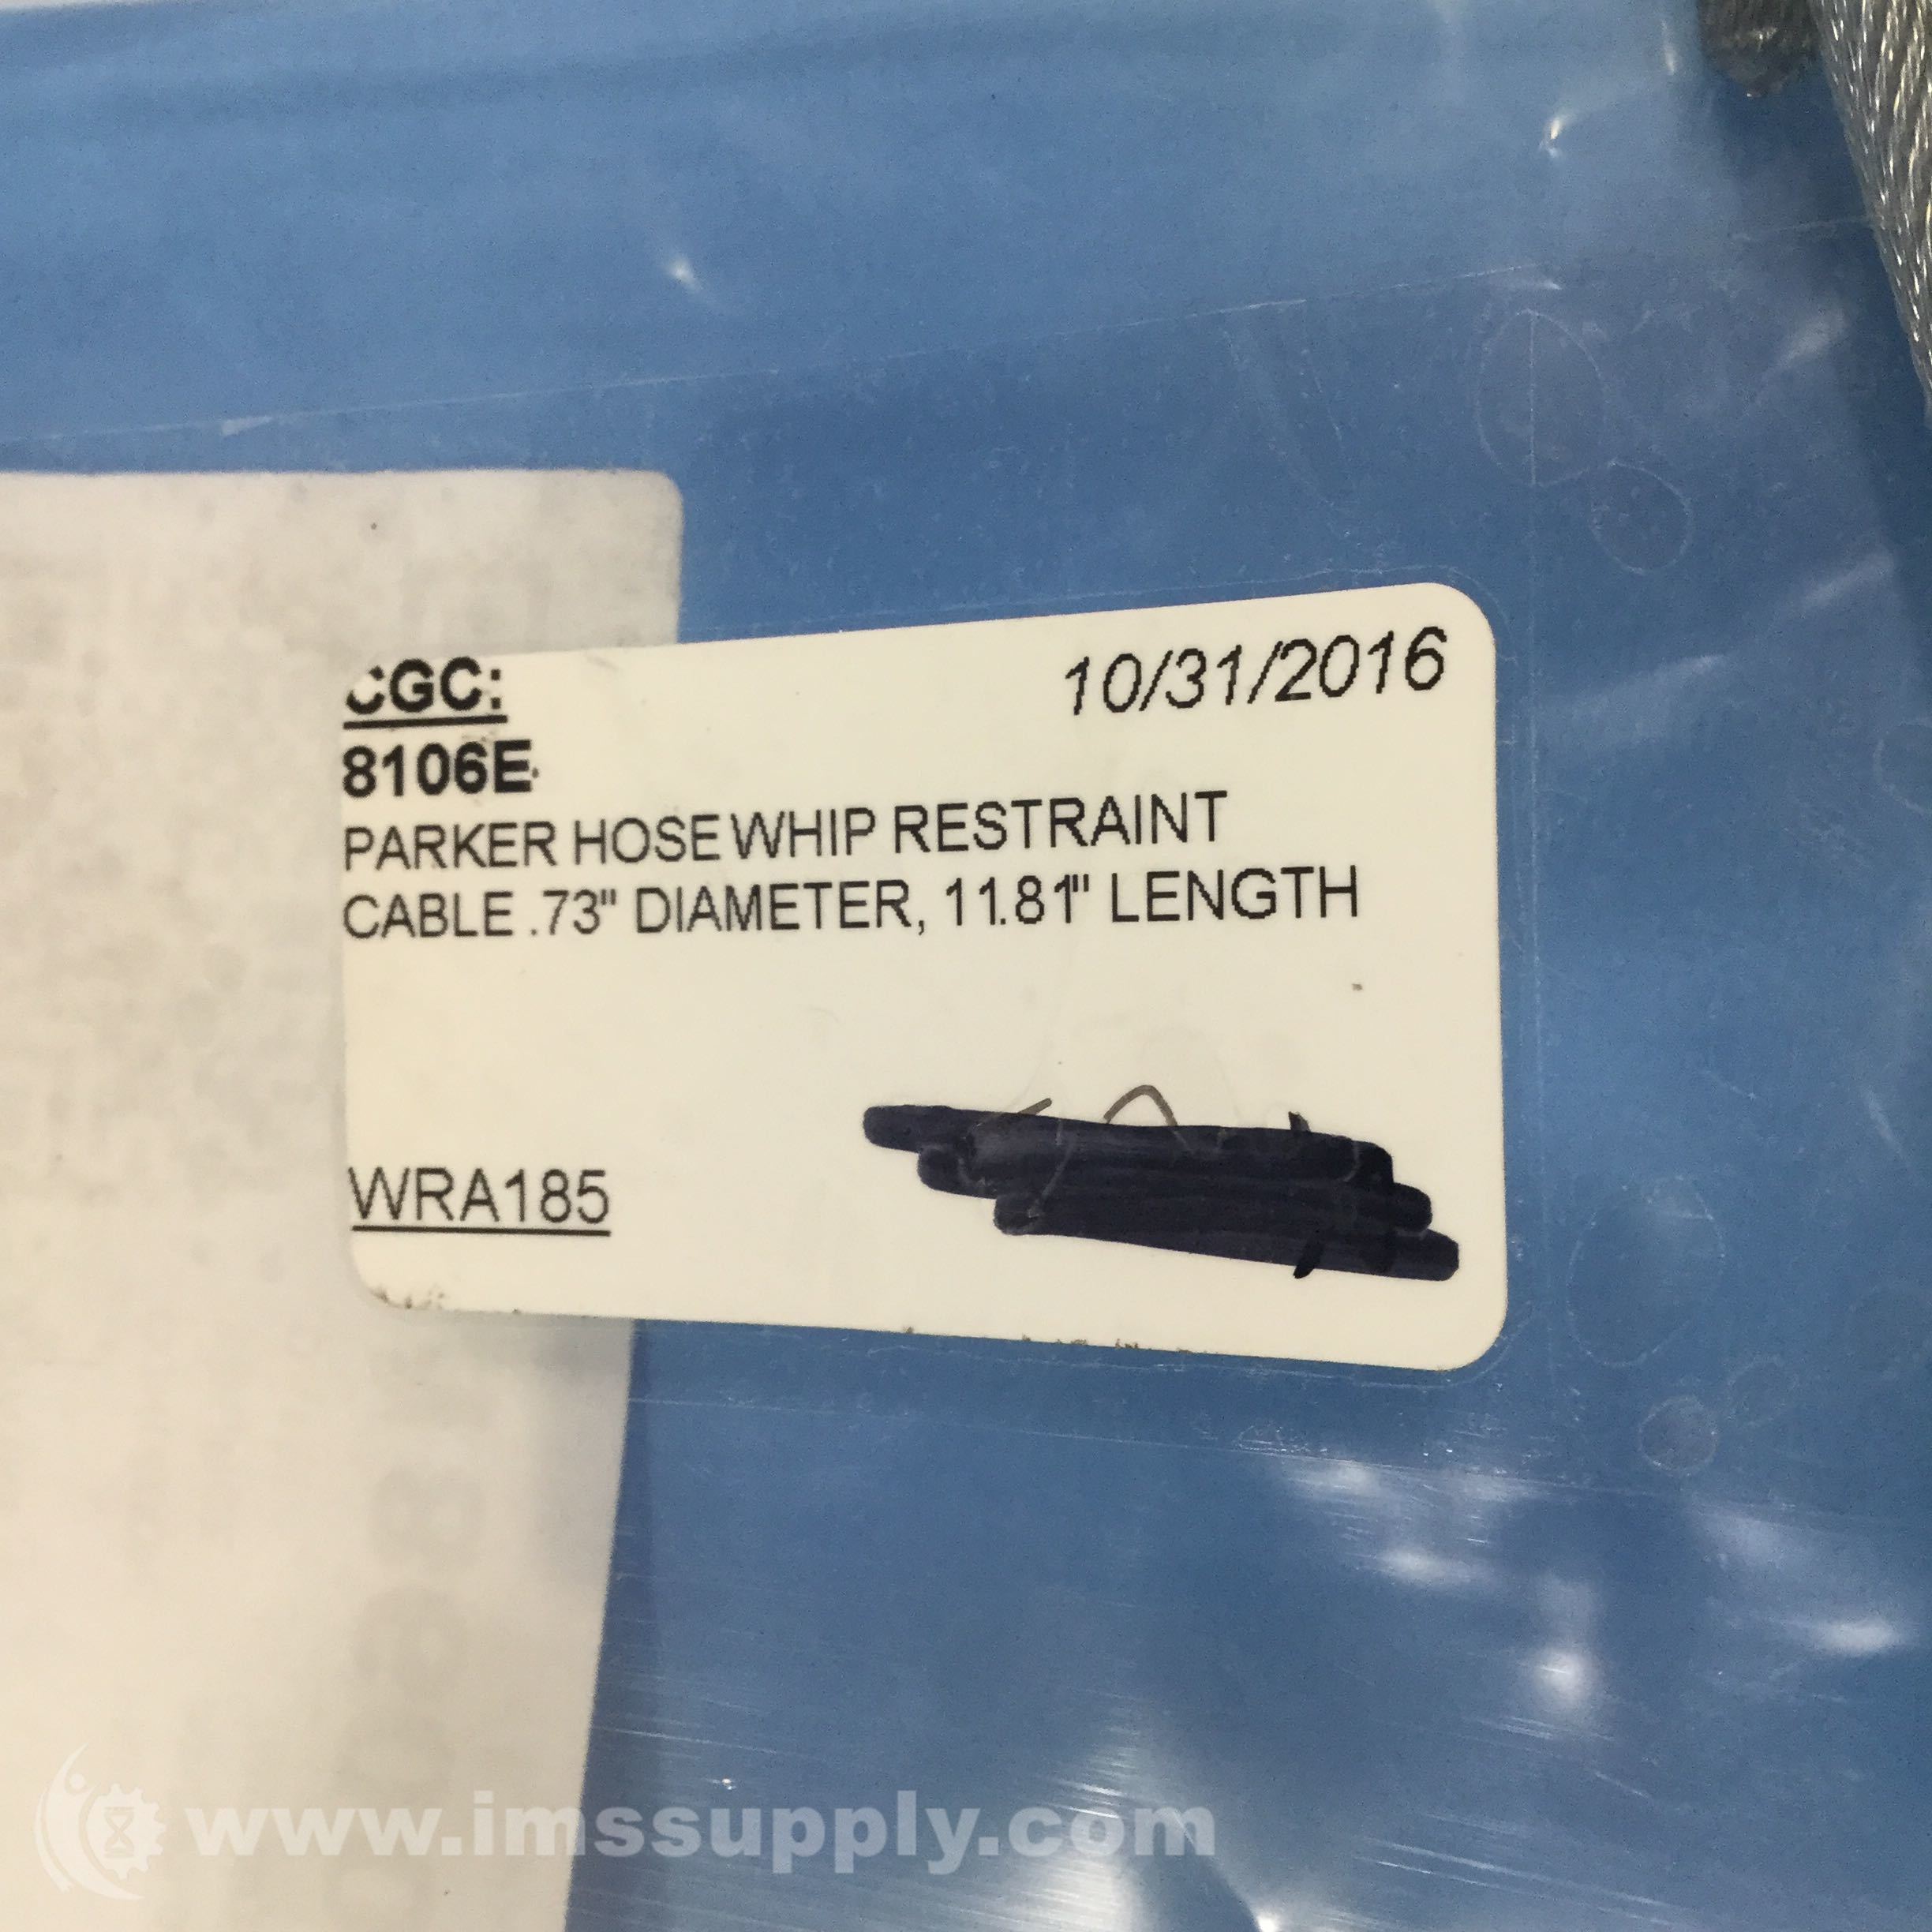 CGC: 10/31/2016
8106E
PARKER HOSE WHIP RESTRAINT
CABLE .73" DIAMETER, 11.81" LENGTH
WRA185
www.imssupply.com